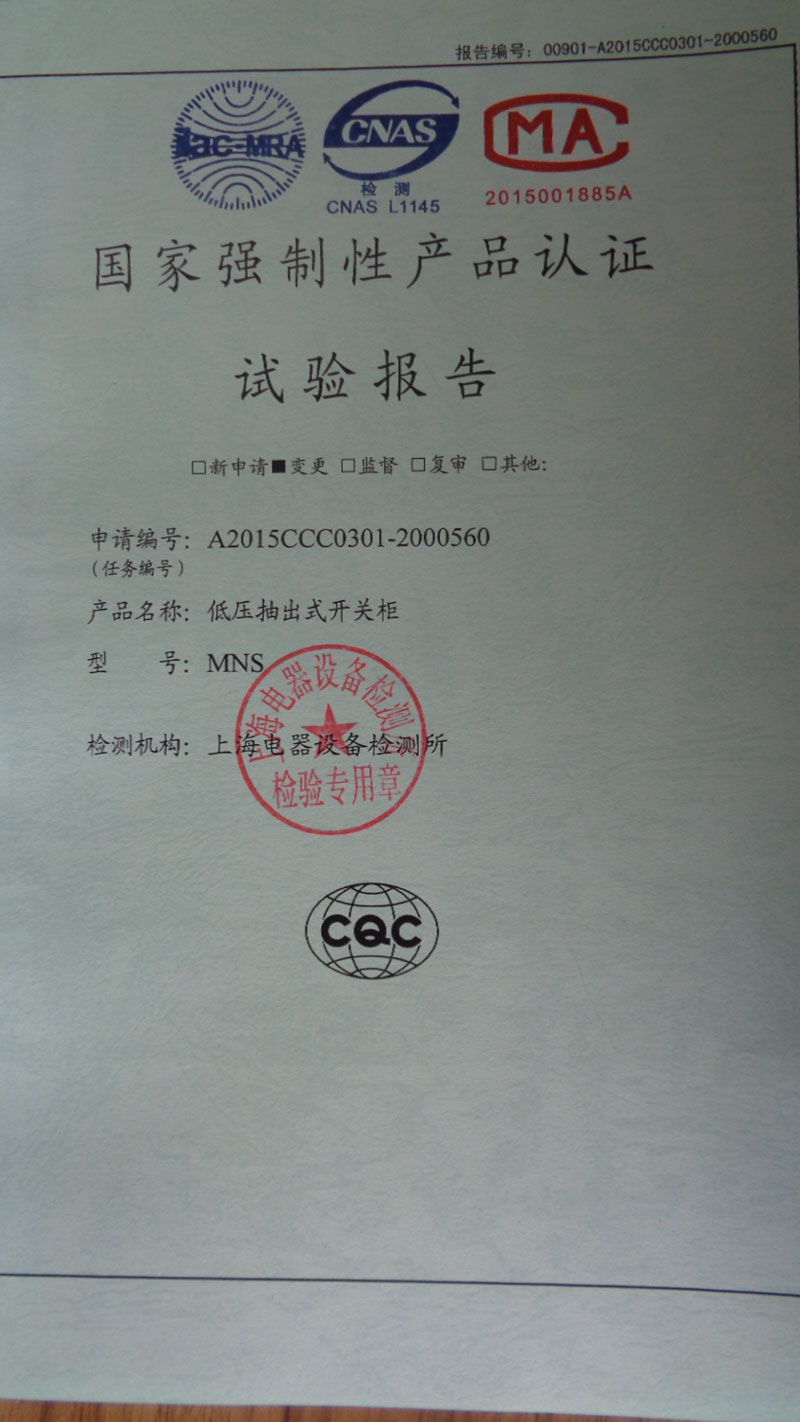 报告编号：00901-A2015CCC0301-2000560
ilac-MRA
CNAS
MA
检 测
CNAS L1145
2015001885A
国家强制性产品认证
试验报告
□新申请■变更 □监督 □复审 □其他：
申请编号：A2015CCC0301-2000560
（任务编号）
产品名称：低压抽出式开关柜
型 号：MNS
检测机构：上海电器设备检测所
上海电器设备检测所
检验专用章
CQC